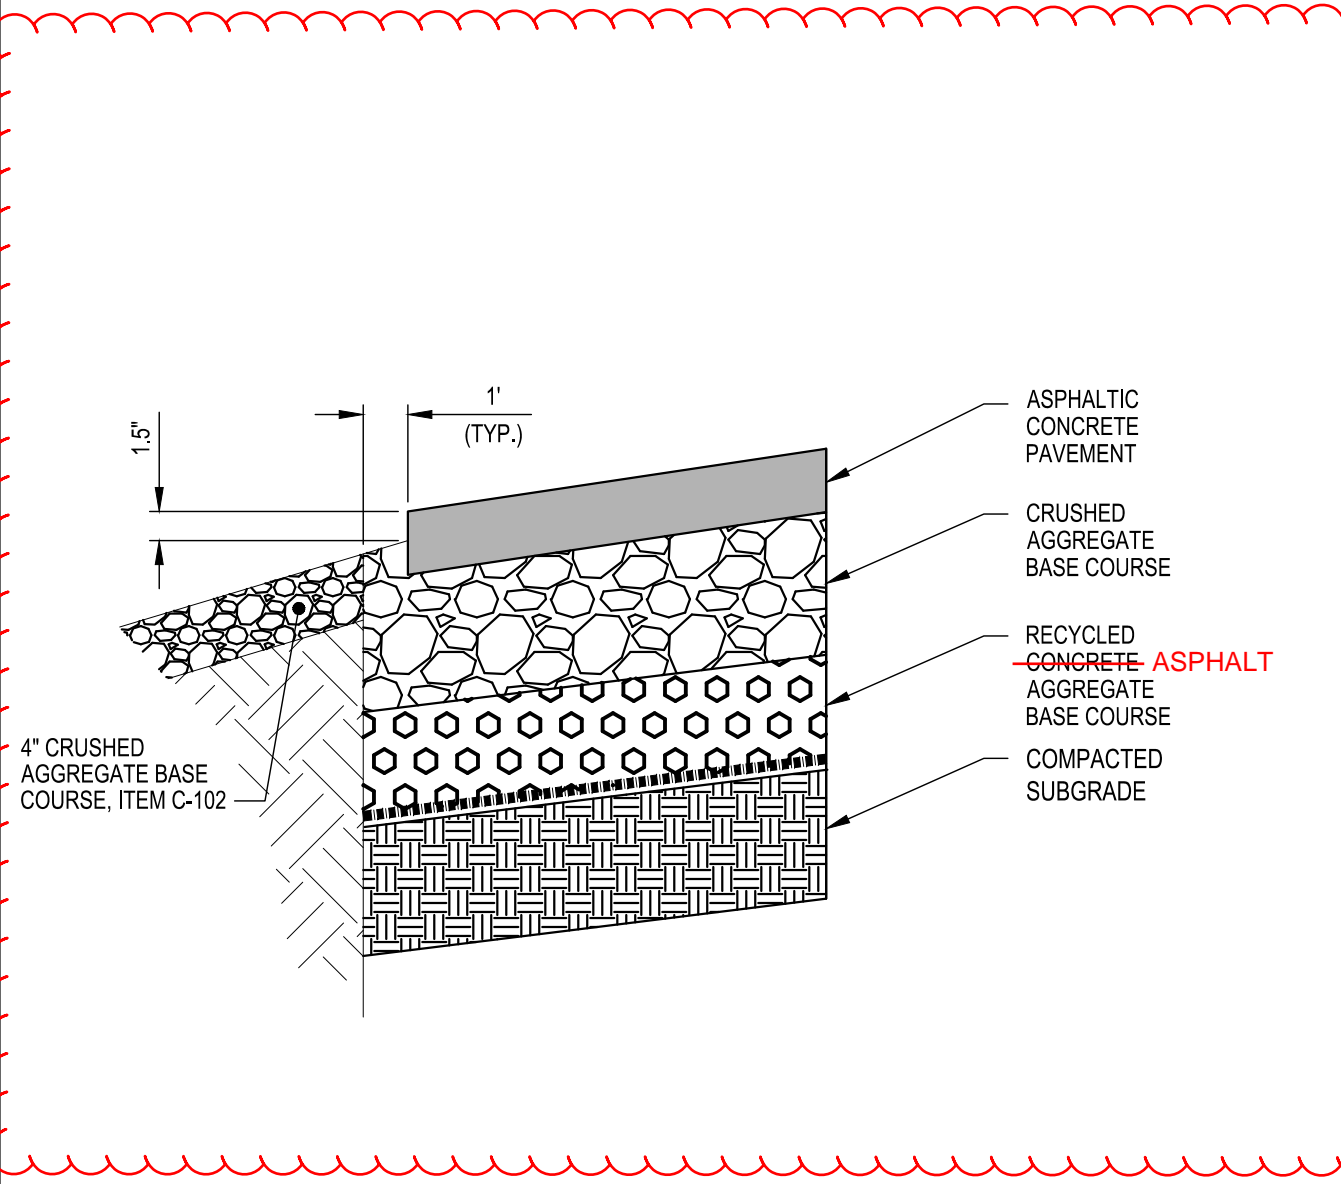 1'
(TYP.)
1.5"
ASPHALTIC
CONCRETE
PAVEMENT
CRUSHED
AGGREGATE
BASE COURSE
RECYCLED
CONCRETE ASPHALT
AGGREGATE
BASE COURSE
COMPACTED
SUBGRADE
4" CRUSHED
AGGREGATE BASE
COURSE, ITEM C-102